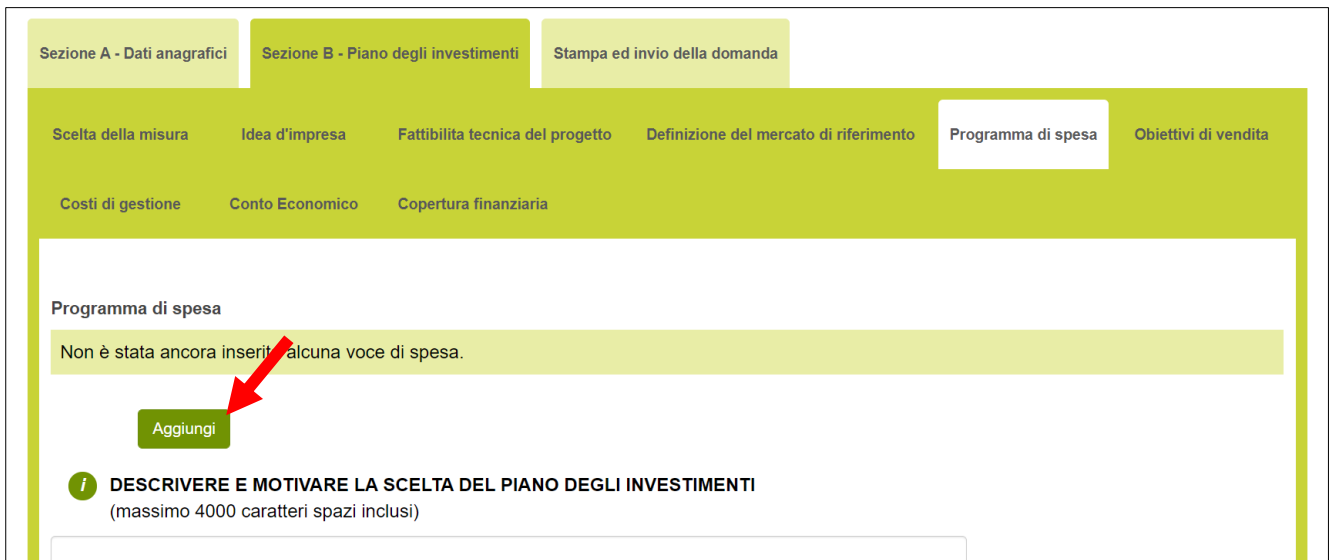 Sezione A - Dati anagrafici
Sezione B - Piano degli investimenti
Stampa ed invio della domanda
Scelta della misura
Idea d'impresa
Fattibilita tecnica del progetto
Definizione del mercato di riferimento
Programma di spesa
Obiettivi di vendita
Costi di gestione
Conto Economico
Copertura finanziaria
Programma di spesa
Non è stata ancora inserita alcuna voce di spesa.
Aggiungi
i DESCRIVERE E MOTIVARE LA SCELTA DEL PIANO DEGLI INVESTIMENTI
(massimo 4000 caratteri spazi inclusi)